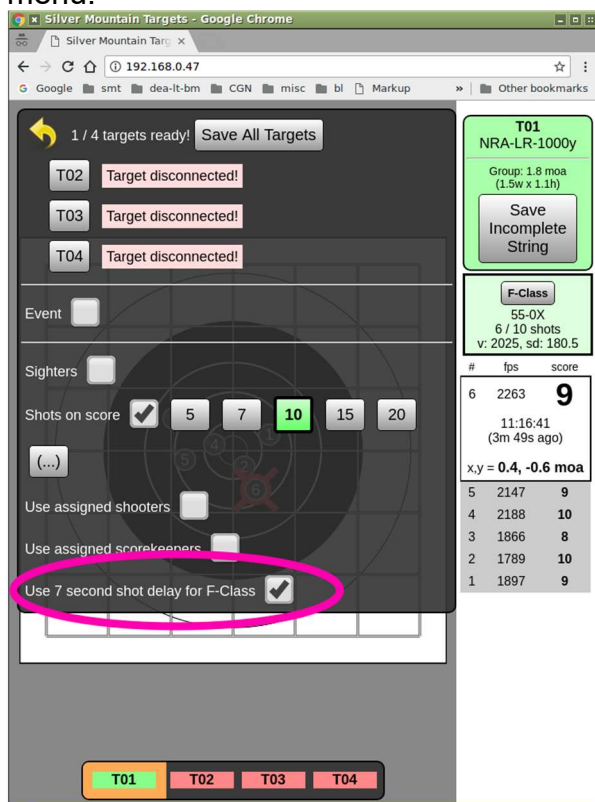 menu.
Silver Mountain Targets - Google Chrome
Silver Mountain Targ
192.168.0.47
Google smt dea-lt-bm CGN misc bl Markup » Other bookmarks
1 / 4 targets ready! Save All Targets
T02 Target disconnected!
T03 Target disconnected!
T04 Target disconnected!
Event
Sighters
Shots on score 5 7 10 15 20
(...)
Use assigned shooters
Use assigned scorekeepers
Use 7 second shot delay for F-Class
1
4
5
2
6
T01
NRA-LR-1000y
Group: 1.8 moa
(1.5w x 1.1h)
Save
Incomplete
String
F-Class
55-0X
6 / 10 shots
v: 2025, sd: 180.5
# fps score
6 2263 9
11:16:41
(3m 49s ago)
x,y = 0.4, -0.6 moa
5 2147 9
4 2188 10
3 1866 8
2 1789 10
1 1897 9
T01 T02 T03 T04